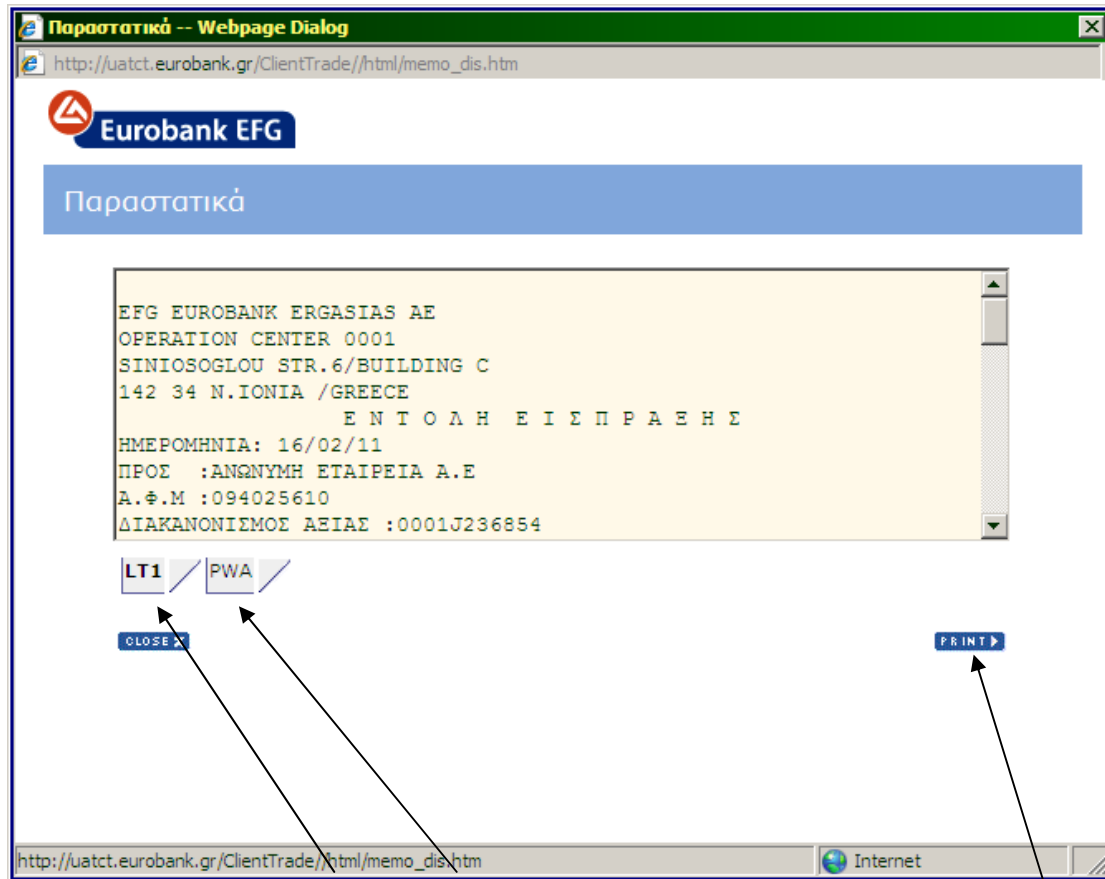 Παραστατικά -- Webpage Dialog
http://uatct.eurobank.gr/ClientTrade//html/memo_dis.htm
Eurobank EFG
Παραστατικά
EFG EUROBANK ERGASIAS AE
OPERATION CENTER 0001
SINIOSOGLOU STR.6/BUILDING C
142 34 N.IONIA /GREECE
Ε Ν Τ Ο Λ Η Ε Ι Σ Π Ρ Α Ξ Η Σ
ΗΜΕΡΟΜΗΝΙΑ: 16/02/11
ΠΡΟΣ :ΑΝΩΝΥΜΗ ΕΤΑΙΡΕΙΑ Α.Ε
Α.Φ.Μ :094025610
ΔΙΑΚΑΝΟΝΙΣΜΟΣ ΑΞΙΑΣ :0001J236854
LT1 PWA
CLOSE PRINT
http://uatct.eurobank.gr/ClientTrade//html/memo_dis.htm Internet